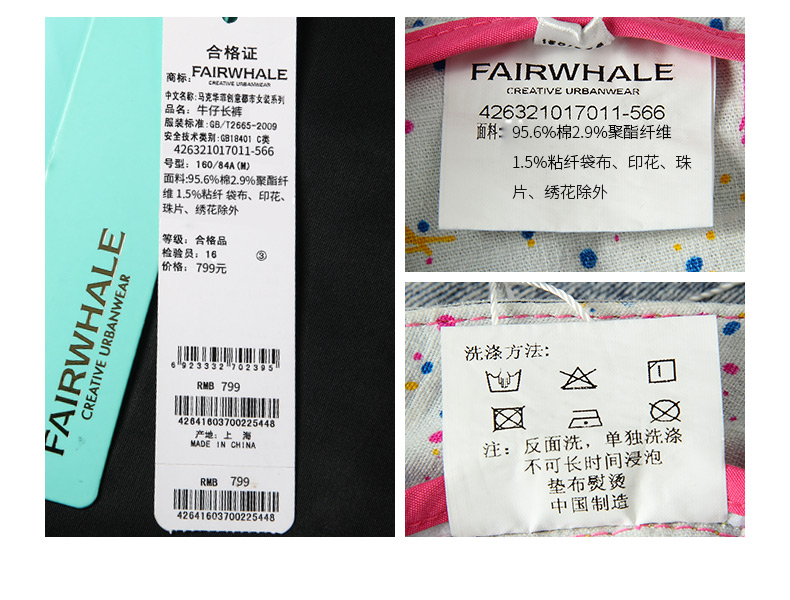 合格证
商标: FAIRWHALE
CREATIVE URBANWEAR
中文名称:马克华菲创意都市女装系列
品名: 牛仔长裤
服装标准:GB/T2665-2009
安全技术类别:GB18401 C类
426321017011-566
号型: 160/84A(M)
面料:95.6%棉2.9%聚酯纤
维 1.5%粘纤 袋布、印花、
珠片、绣花除外
等级: 合格品
检验员: 16 ③
价格: 799元
6 923332 702395
RMB 799
42641603700225448
产地: 上 海
MADE IN CHINA
RMB 799
42641603700225448
FAIRWHALE
CREATIVE URBANWEAR
FAIRWHALE
CREATIVE URBANWEAR
426321017011-566
面料: 95.6%棉2.9%聚酯纤维
1.5%粘纤 袋布、印花、珠
片、绣花除外
洗涤方法:
注: 反面洗, 单独洗涤
不可长时间浸泡
垫布熨烫
中国制造